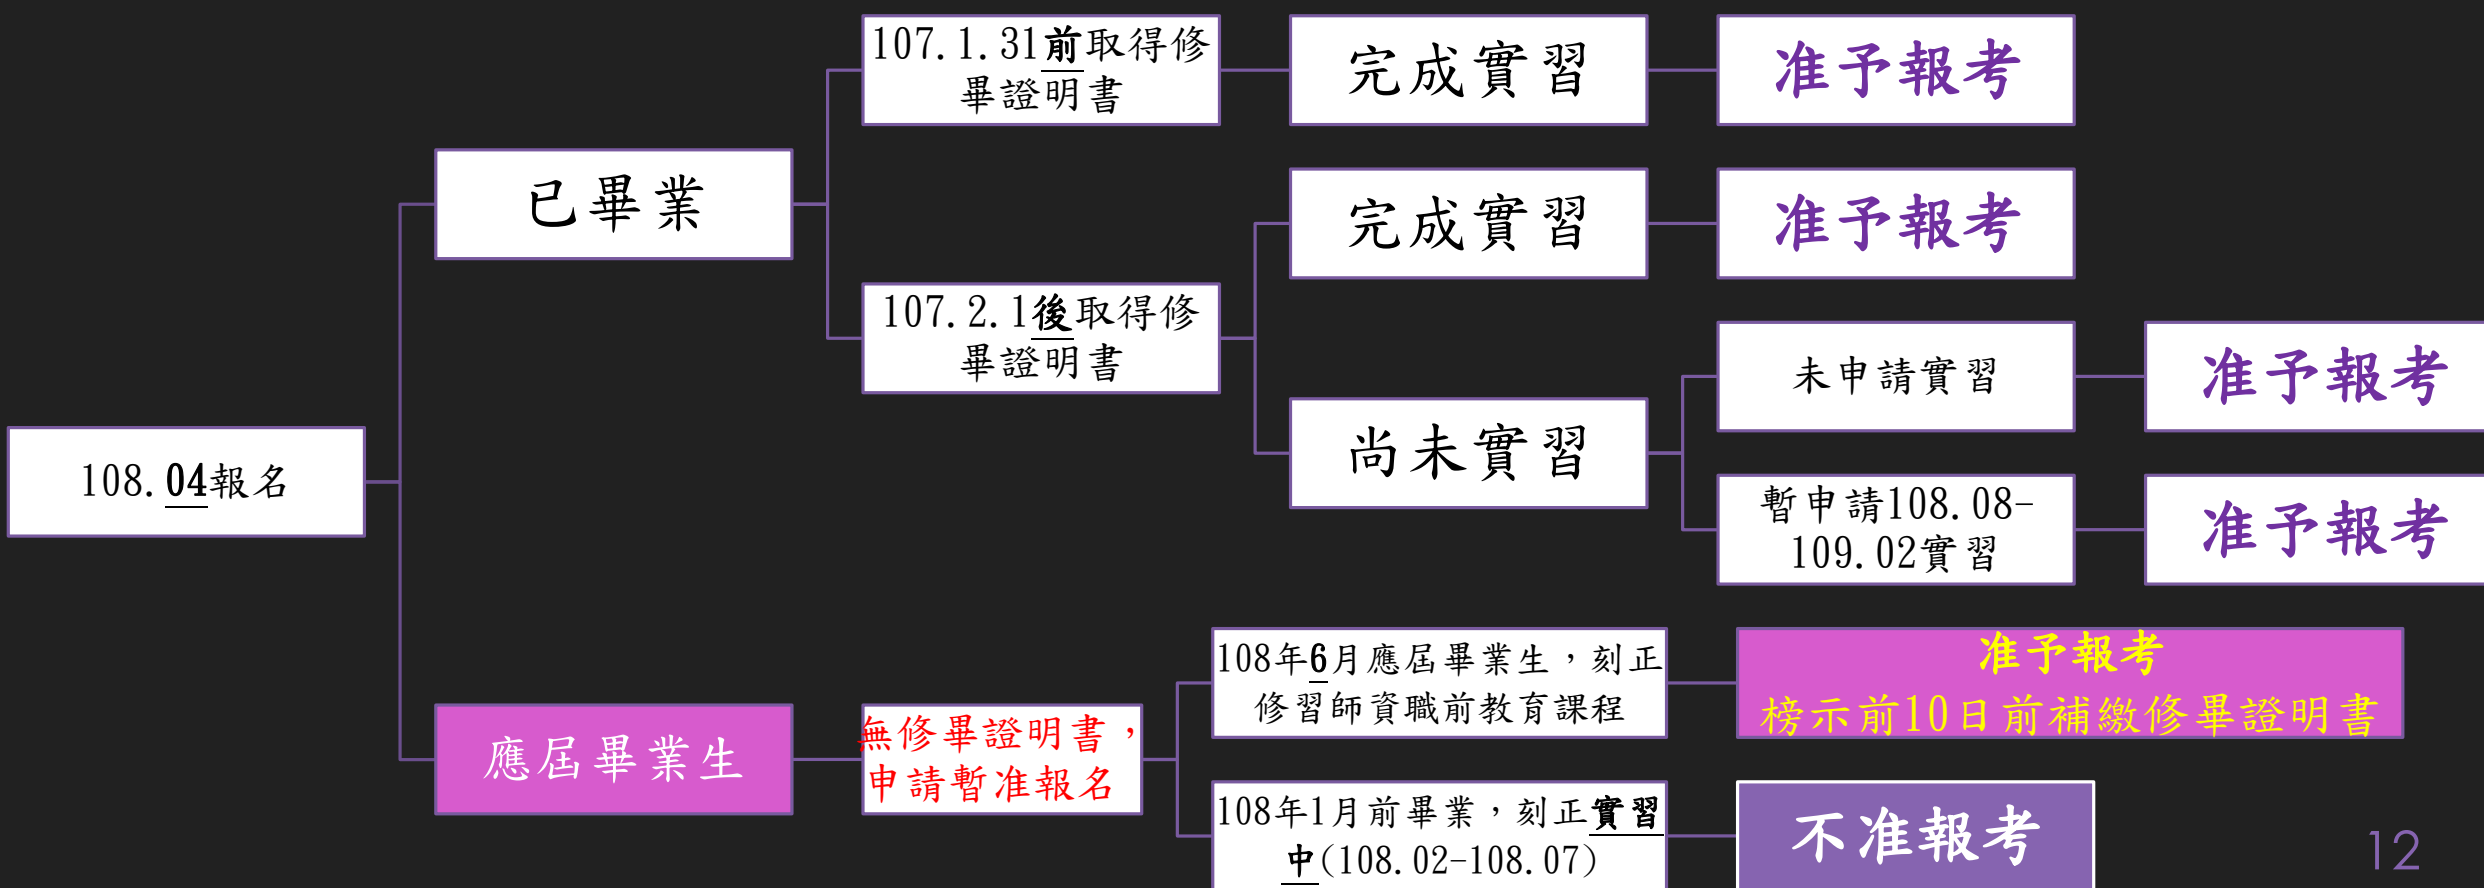 108.04報名
已畢業
107.1.31前取得修
畢證明書
完成實習
准予報考
107.2.1後取得修
畢證明書
完成實習
准予報考
尚未實習
未申請實習
准予報考
暫申請108.08-
109.02實習
准予報考
應屆畢業生
無修畢證明書，
申請暫准報名
108年6月應屆畢業生，刻正
修習師資職前教育課程
准予報考
榜示前10日前補繳修畢證明書
108年1月前畢業，刻正實習
中(108.02-108.07)
不准報考
12